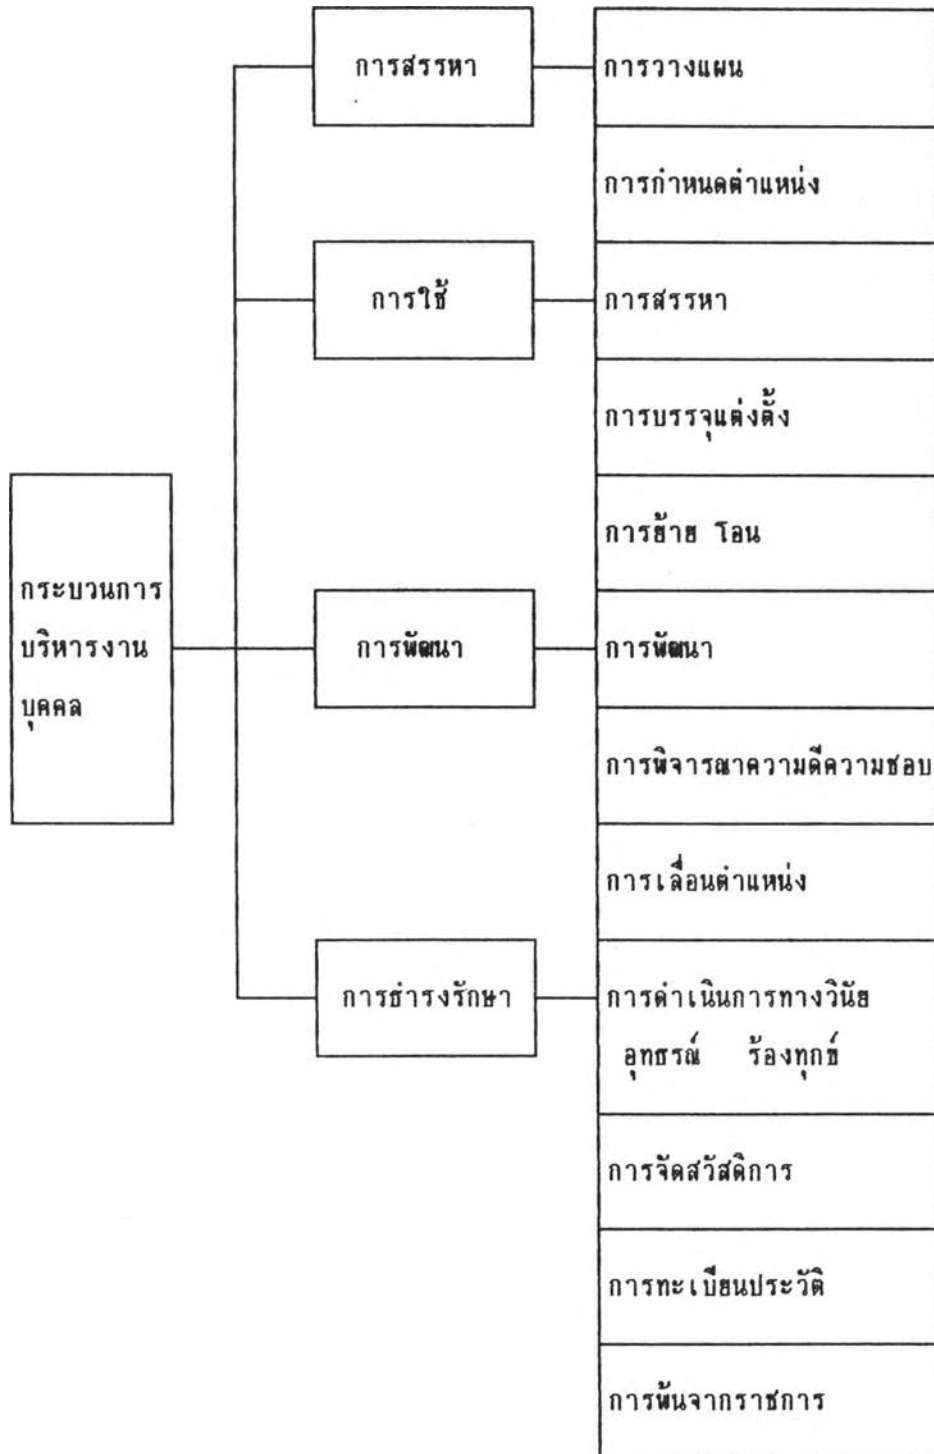 การสรรหา
การวางแผน
การกำหนดตำแหน่ง
การใช้
การสรรหา
การบรรจุแต่งตั้ง
การย้าย โอน
กระบวนการ
บริหารงาน
บุคคล
การพัฒนา
การพัฒนา
การพิจารณาความดีความชอบ
การเลื่อนตำแหน่ง
การธำรงรักษา
การดำเนินการทางวินัย
อุทธรณ์ ร้องทุกข์
การจัดสวัสดิการ
การทะเบียนประวัติ
การพ้นจากราชการ